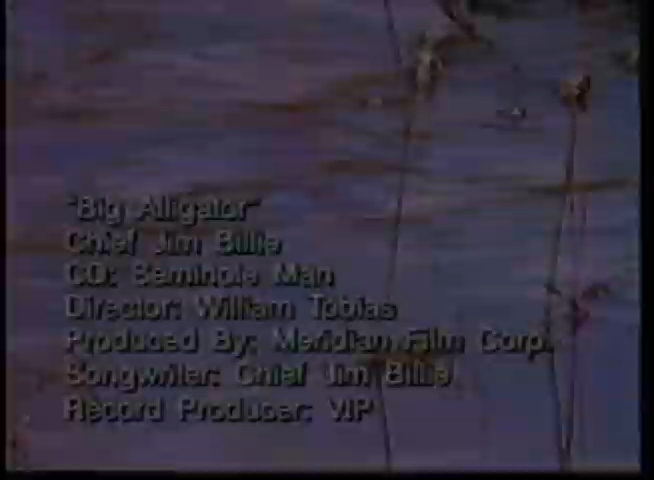 "Big Alligator"
Chief Jim Billie
CD: Seminole Man
Director: William Tobias
Produced By: Meridian Film Corp.
Songwriter: Chief Jim Billie
Record Producer: VIP